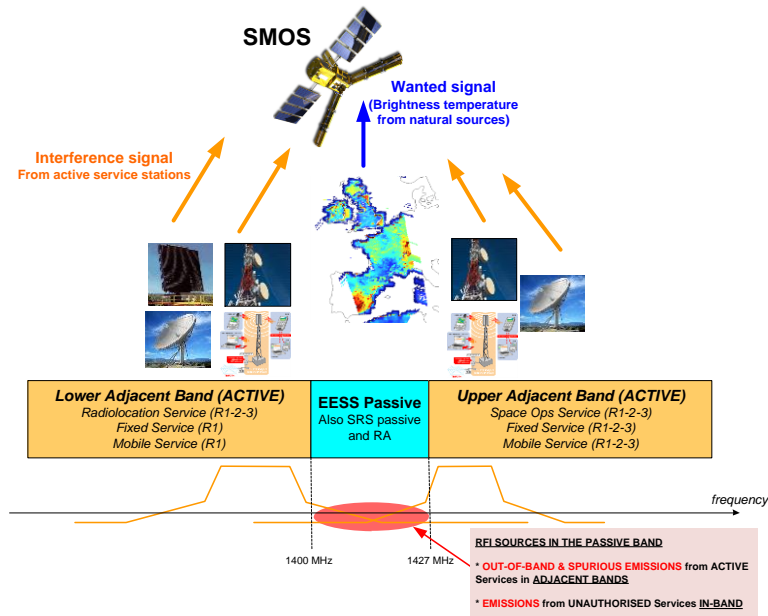 SMOS
Wanted signal
(Brightness temperature
from natural sources)
Interference signal
From active service stations
Lower Adjacent Band (ACTIVE)
Radiolocation Service (R1-2-3)
Fixed Service (R1)
Mobile Service (R1)
EESS Passive
Also SRS passive
and RA
Upper Adjacent Band (ACTIVE)
Space Ops Service (R1-2-3)
Fixed Service (R1-2-3)
Mobile Service (R1-2-3)
frequency
1400 MHz
1427 MHz
RFI SOURCES IN THE PASSIVE BAND
* OUT-OF-BAND & SPURIOUS EMISSIONS from ACTIVE
Services in ADJACENT BANDS
* EMISSIONS from UNAUTHORISED Services IN-BAND